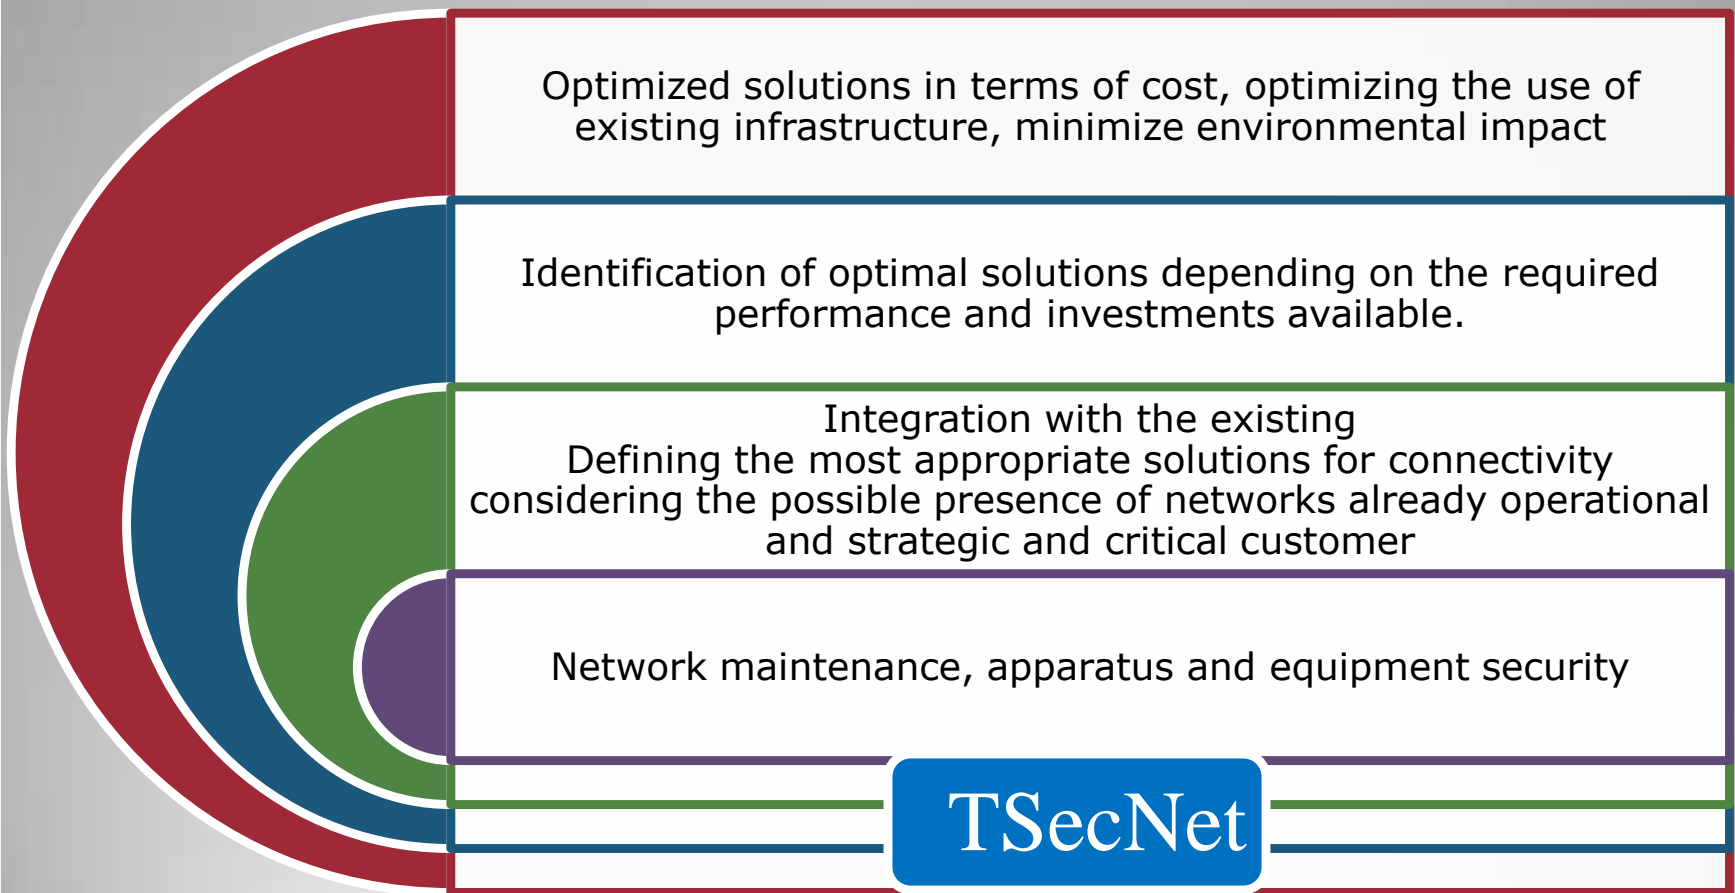 Optimized solutions in terms of cost, optimizing the use of
existing infrastructure, minimize environmental impact
Identification of optimal solutions depending on the required
performance and investments available.
Integration with the existing
Defining the most appropriate solutions for connectivity
considering the possible presence of networks already operational
and strategic and critical customer
Network maintenance, apparatus and equipment security
TSecNet